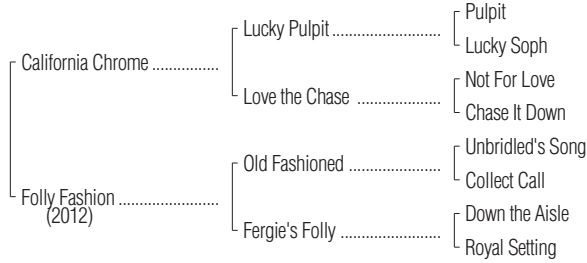 Pulpit
Lucky Pulpit
Lucky Soph
California Chrome
Not For Love
Love the Chase
Chase It Down
Unbridled's Song
Old Fashioned
Collect Call
Folly Fashion
(2012)
Down the Aisle
Fergie's Folly
Royal Setting